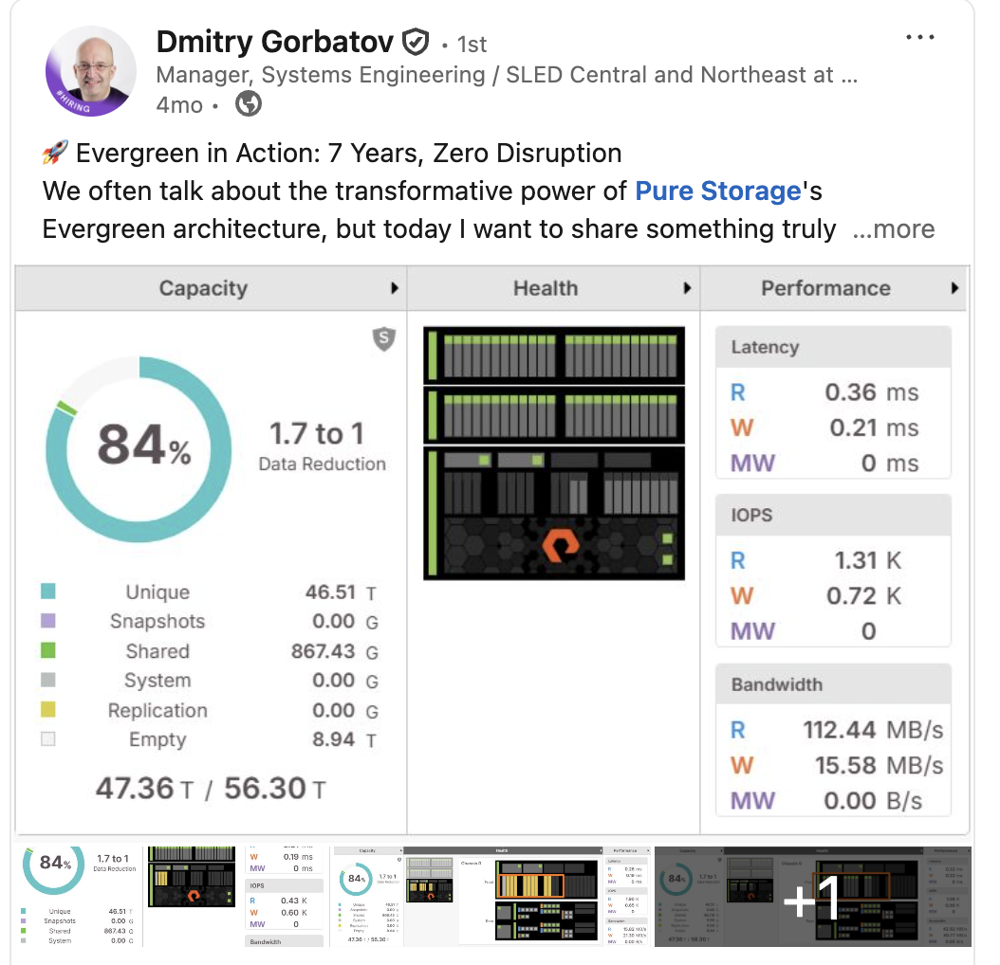 Dmitry Gorbatov • 1st
Manager, Systems Engineering / SLED Central and Northeast at ...
4mo •
#HIRING
🚀 Evergreen in Action: 7 Years, Zero Disruption
We often talk about the transformative power of Pure Storage's
Evergreen architecture, but today I want to share something truly ...more
Capacity
S
84%
1.7 to 1
Data Reduction
Unique 46.51 T
Snapshots 0.00 G
Shared 867.43 G
System 0.00 G
Replication 0.00 G
Empty 8.94 T
47.36 T / 56.30 T
Health
Performance
Latency
R 0.36 ms
W 0.21 ms
MW 0 ms
IOPS
R 1.31 K
W 0.72 K
MW 0
Bandwidth
R 112.44 MB/s
W 15.58 MB/s
MW 0.00 B/s
84%
1.7 to 1
Data Reduction
Unique 46.51 T
Snapshots 0.00 G
Shared 867.43 G
System 0.00 G
W 0.19 ms
MW 0 ms
IOPS
R 0.43 K
W 0.60 K
MW 0
Bandwidth
Capacity
Health
Performance
84%
1.7 to 1
47.36 T / 56.30 T
+1